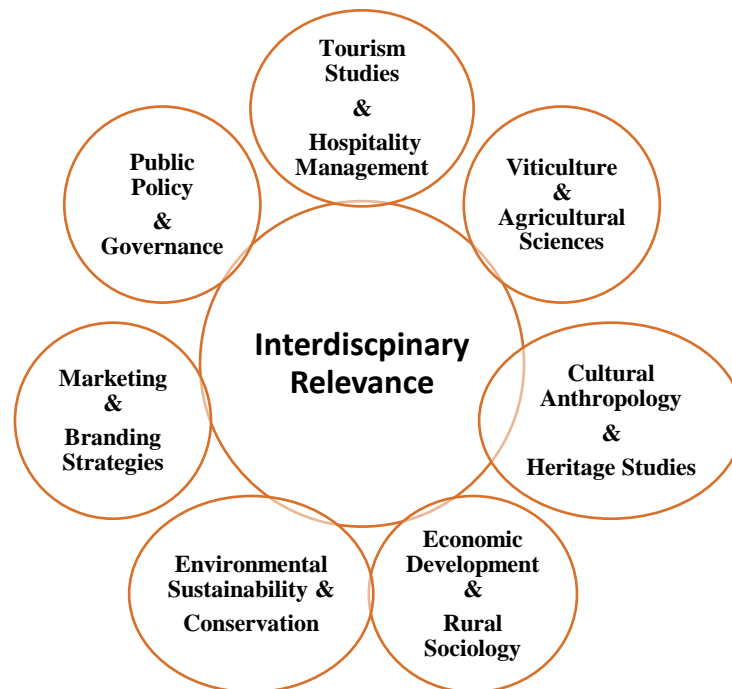 Tourism
Studies
&
Hospitality
Management
Public
Policy
&
Governance
Viticulture
&
Agricultural
Sciences
Interdiscpinary
Relevance
Marketing
&
Branding
Strategies
Cultural
Anthropology
&
Heritage Studies
Environmental
Sustainability &
Conservation
Economic
Development
&
Rural
Sociology